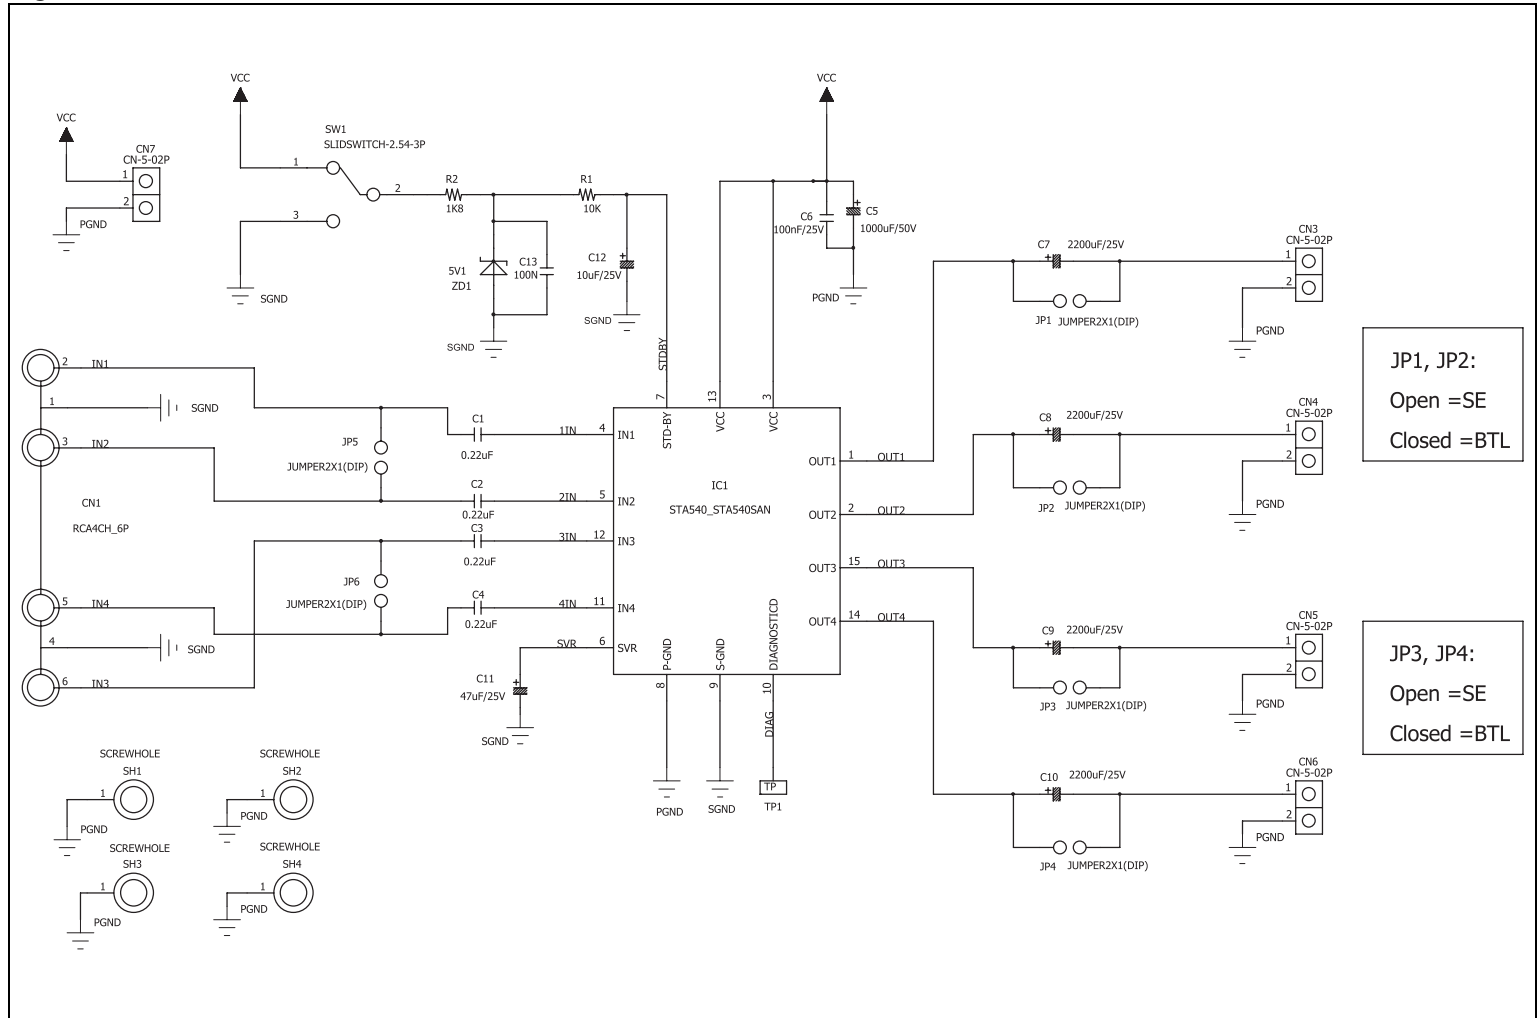 VCC
VCC
VCC
CN7
CN-5-02P
1
2
PGND
SW1
SLIDSWITCH-2.54-3P
1
2
3
SGND
R2
1K8
R1
10K
5V1
ZD1
C13
100N
SGND
C12
10uF/25V
SGND
C6
100nF/25V
C5
1000uF/50V
PGND
STDBY
7
13
3
STD-BY
VCC
VCC
2
IN1
1
SGND
3
IN2
CN1
RCA4CH_6P
5
IN4
4
SGND
6
IN3
JP5
JUMPER2X1(DIP)
JP6
JUMPER2X1(DIP)
C1
0.22uF
C2
0.22uF
C3
0.22uF
C4
0.22uF
1IN
4
IN1
2IN
5
IN2
3IN
12
IN3
4IN
11
IN4
SVR
6
SVR
C11
47uF/25V
SGND
IC1
STA540_STA540SAN
P-GND
S-GND
DIAGNOSTICD
8
9
10
DIAG
PGND
SGND
TP
TP1
OUT1
1
OUT1
OUT2
2
OUT2
OUT3
15
OUT3
OUT4
14
OUT4
C7
2200uF/25V
JP1
JUMPER2X1(DIP)
CN3
CN-5-02P
1
2
PGND
C8
2200uF/25V
JP2
JUMPER2X1(DIP)
CN4
CN-5-02P
1
2
PGND
C9
2200uF/25V
JP3
JUMPER2X1(DIP)
CN5
CN-5-02P
1
2
PGND
C10
2200uF/25V
JP4
JUMPER2X1(DIP)
CN6
CN-5-02P
1
2
PGND
JP1, JP2:
Open =SE
Closed =BTL
JP3, JP4:
Open =SE
Closed =BTL
SCREWHOLE
SH1
1
PGND
SCREWHOLE
SH2
1
PGND
SCREWHOLE
SH3
1
PGND
SCREWHOLE
SH4
1
PGND